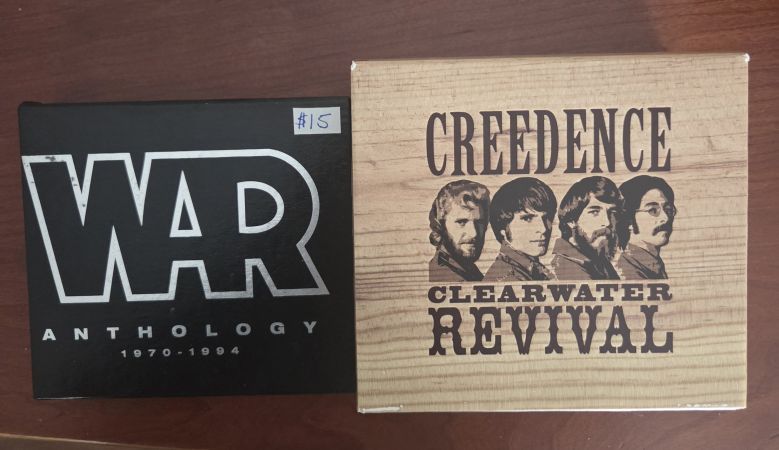 $15
WAR
ANTHOLOGY
1970-1994
CREEDENCE
CLEARWATER
REVIVAL